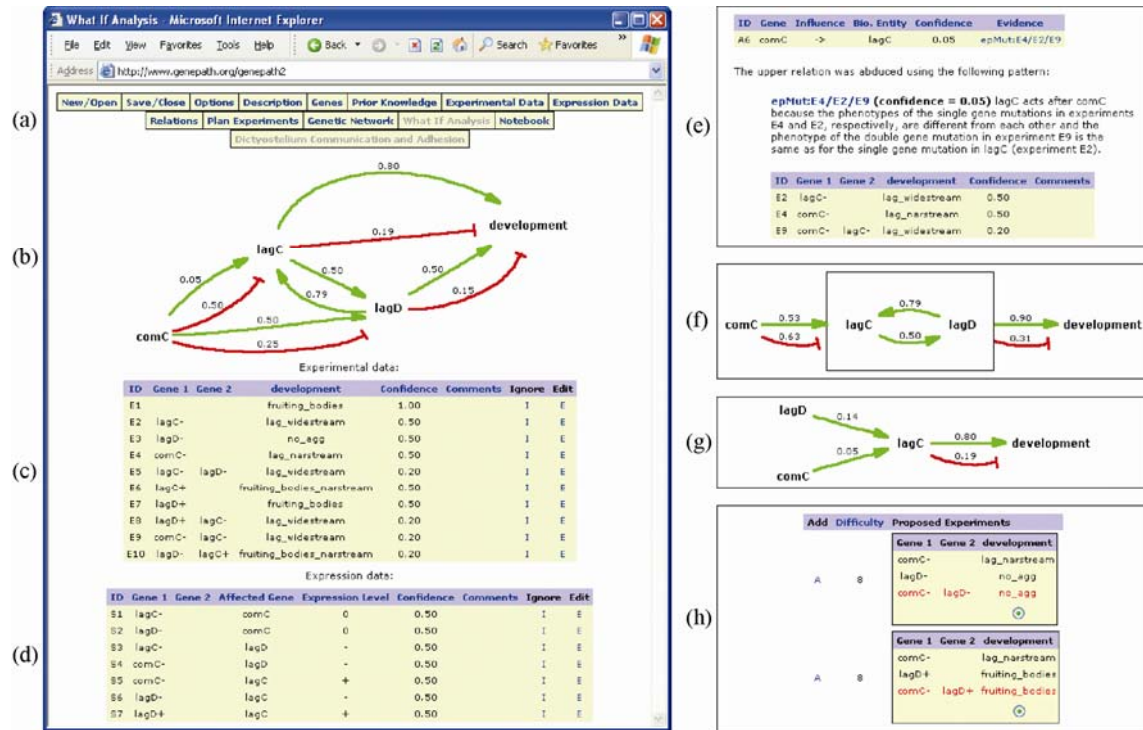 What If Analysis - Microsoft Internet Explorer
File Edit View Favorites Tools Help Back Search Favorites »
Address http://www.genepath.org/genepath2
(a)
New/Open Save/Close Options Description Genes Prior Knowledge Experimental Data Expression Data
Relations Plan Experiments Genetic Network What If Analysis Notebook
Dictyostelium Communication and Adhesion
(b)
0.80
development
0.19
lagC
0.50
0.50
0.05
0.79
0.15
0.50
lagD
0.50
comC
0.25
Experimental data:
(c)
ID Gene 1 Gene 2 development Confidence Comments Ignore Edit
E1 fruiting_bodies 1.00 I E
E2 lagC- lag_widestream 0.50 I E
E3 lagD- no_agg 0.50 I E
E4 comC- lag_narstream 0.50 I E
E5 lagC- lagD- lag_widestream 0.20 I E
E6 lagC+ fruiting_bodies_narstream 0.50 I E
E7 lagD+ fruiting_bodies 0.50 I E
E8 lagD+ lagC- lag_widestream 0.20 I E
E9 comC- lagC- lag_widestream 0.20 I E
E10 lagD- lagC+ fruiting_bodies_narstream 0.20 I E
Expression data:
(d)
ID Gene 1 Gene 2 Affected Gene Expression Level Confidence Comments Ignore Edit
S1 lagC- comC 0 0.50 I E
S2 lagD- comC 0 0.50 I E
S3 lagC- lagD - 0.50 I E
S4 comC- lagD - 0.50 I E
S5 comC- lagC + 0.50 I E
S6 lagD- lagC - 0.50 I E
S7 lagD+ lagC + 0.50 I E
(e)
ID Gene Influence Bio. Entity Confidence Evidence
A6 comC -> lagC 0.05 epMut:E4/E2/E9
The upper relation was abduced using the following pattern:
epMut:E4/E2/E9 (confidence = 0.05) lagC acts after comC
because the phenotypes of the single gene mutations in experiments
E4 and E2, respectively, are different from each other and the
phenotype of the double gene mutation in experiment E9 is the
same as for the single gene mutation in lagC (experiment E2).
ID Gene 1 Gene 2 development Confidence Comments
E2 lagC- lag_widestream 0.50
E4 comC- lag_narstream 0.50
E9 comC- lagC- lag_widestream 0.20
(f)
0.79
comC 0.53 lagC lagD 0.90 development
0.63 0.50 0.31
(g)
lagD
0.14
lagC 0.80 development
0.05 0.19
comC
(h)
Add Difficulty Proposed Experiments
Gene 1 Gene 2 development
comC- lag_narstream
A 8 lagD- no_agg
comC- lagD- no_agg
Gene 1 Gene 2 development
comC- lag_narstream
A 8 lagD+ fruiting_bodies
comC- lagD+ fruiting_bodies